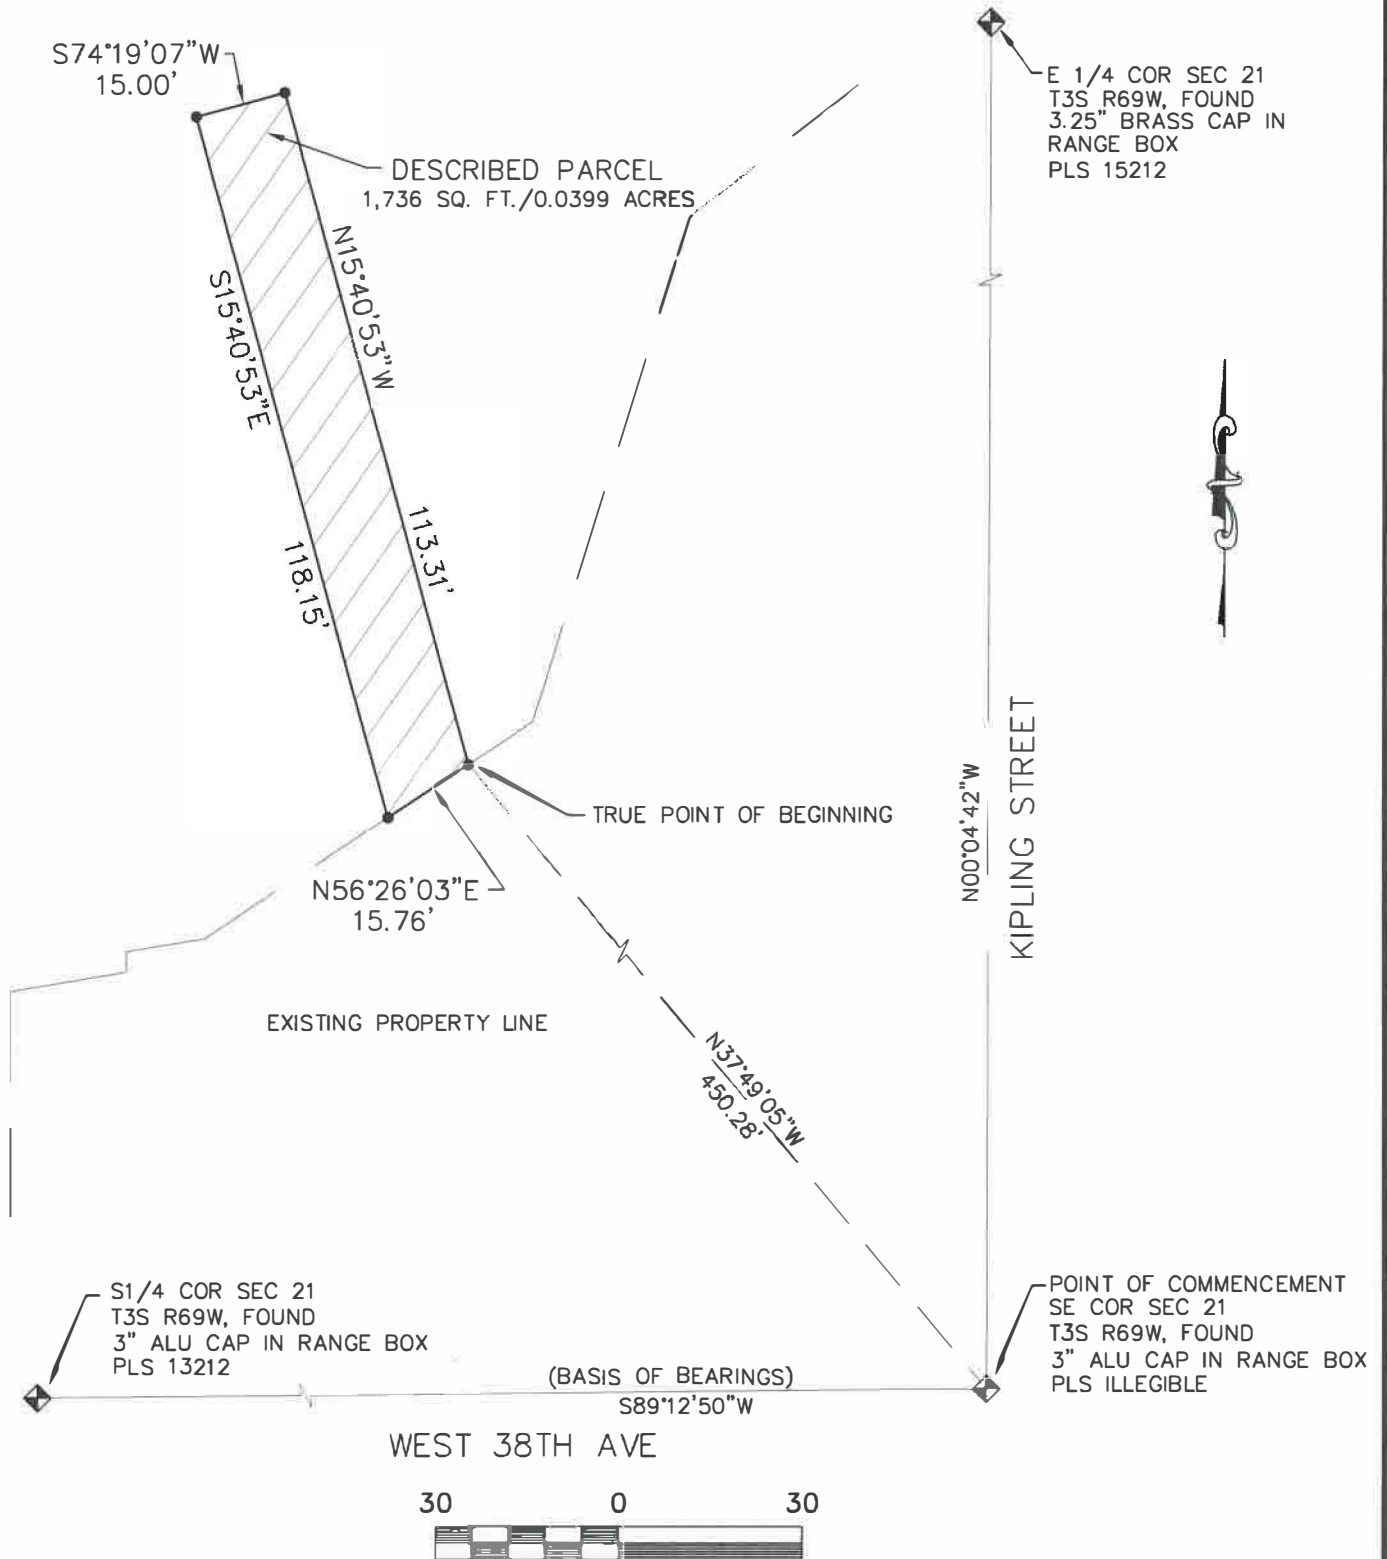 S74°19'07"W
15.00'
E 1/4 COR SEC 21
T3S R69W, FOUND
3.25" BRASS CAP IN
RANGE BOX
PLS 15212
DESCRIBED PARCEL
1,736 SQ. FT./0.0399 ACRES
N15°40'53"W
113.31'
S15°40'53"E
118.15'
TRUE POINT OF BEGINNING
N56°26'03"E
15.76'
N00°04'42"W
KIPLING STREET
EXISTING PROPERTY LINE
N37°49'05"W
450.28'
S1/4 COR SEC 21
T3S R69W, FOUND
3" ALU CAP IN RANGE BOX
PLS 13212
POINT OF COMMENCEMENT
SE COR SEC 21
T3S R69W, FOUND
3" ALU CAP IN RANGE BOX
PLS ILLEGIBLE
(BASIS OF BEARINGS)
S89°12'50"W
WEST 38TH AVE
30 0 30